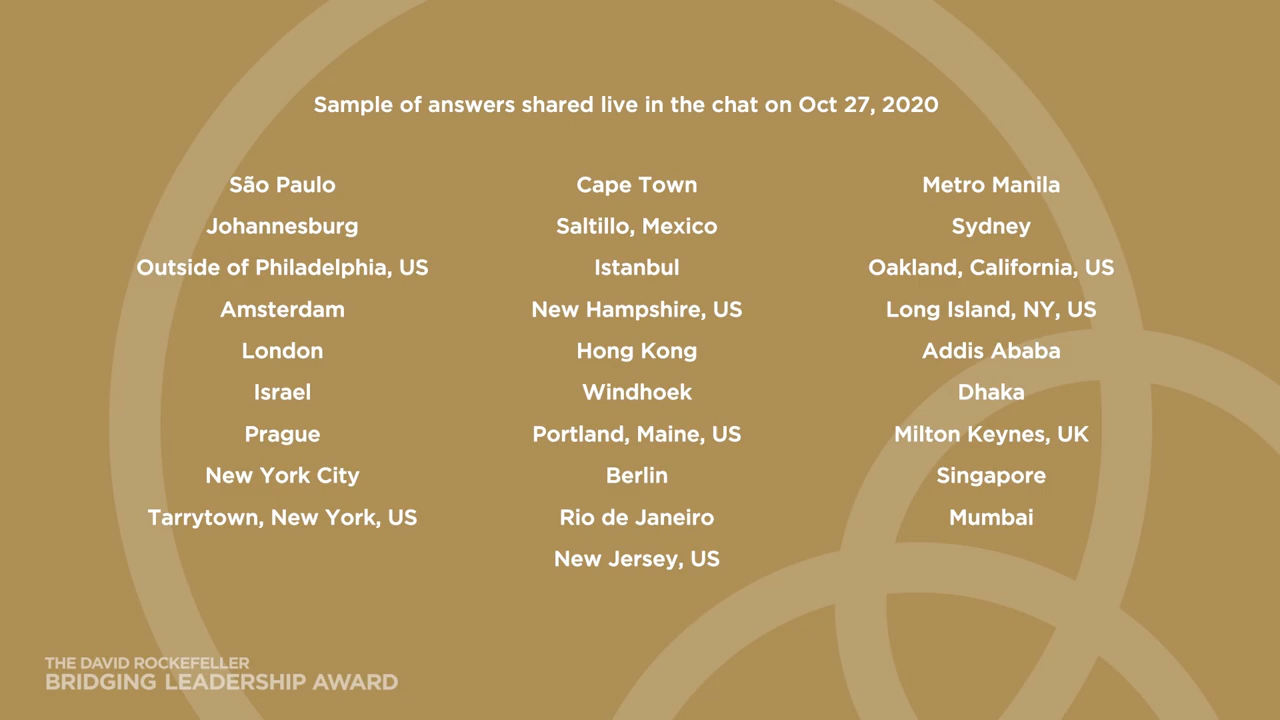 Sample of answers shared live in the chat on Oct 27, 2020
São Paulo
Johannesburg
Outside of Philadelphia, US
Amsterdam
London
Israel
Prague
New York City
Tarrytown, New York, US
Cape Town
Saltillo, Mexico
Istanbul
New Hampshire, US
Hong Kong
Windhoek
Portland, Maine, US
Berlin
Rio de Janeiro
New Jersey, US
Metro Manila
Sydney
Oakland, California, US
Long Island, NY, US
Addis Ababa
Dhaka
Milton Keynes, UK
Singapore
Mumbai
THE DAVID ROCKEFELLER
BRIDGING LEADERSHIP AWARD